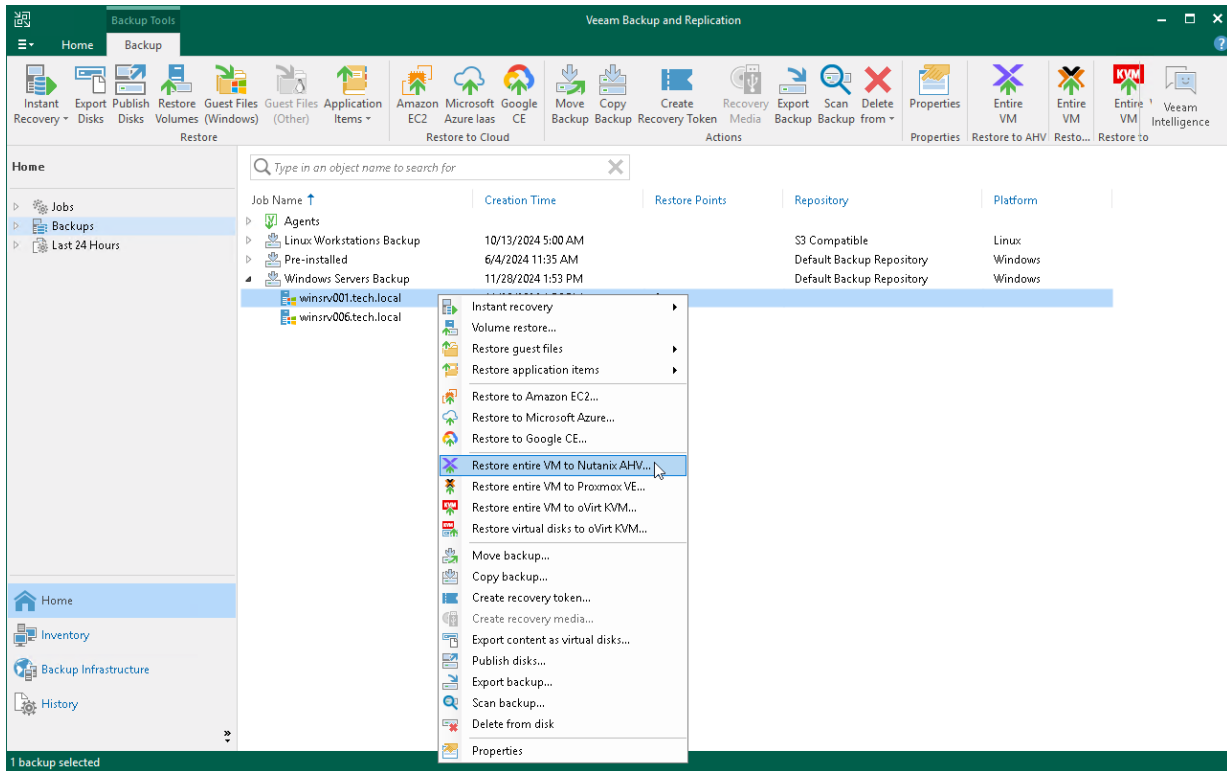 Backup Tools
Veeam Backup and Replication
Home Backup
Instant Recovery
Export Disks
Publish Disks
Restore Volumes
Guest Files (Windows)
Guest Files (Other)
Application Items
Amazon EC2
Microsoft Azure Iaas
Google CE
Move Backup
Copy Backup
Create Recovery Token
Recovery Media
Export Backup
Scan Backup
Delete from
Properties
Entire VM
Entire VM
KVM
Entire VM
Veeam Intelligence
Restore
Restore to Cloud
Actions
Properties
Restore to AHV
Resto...
Restore to
Home
Type in an object name to search for
Jobs
Backups
Last 24 Hours
Job Name Creation Time Restore Points Repository Platform
Agents
Linux Workstations Backup 10/13/2024 5:00 AM S3 Compatible Linux
Pre-installed 6/4/2024 11:35 AM Default Backup Repository Windows
Windows Servers Backup 11/28/2024 1:53 PM Default Backup Repository Windows
winsrv001.tech.local
winsrv006.tech.local
Instant recovery
Volume restore...
Restore guest files
Restore application items
Restore to Amazon EC2...
Restore to Microsoft Azure...
Restore to Google CE...
Restore entire VM to Nutanix AHV...
Restore entire VM to Proxmox VE...
Restore entire VM to oVirt KVM...
Restore virtual disks to oVirt KVM...
Move backup...
Copy backup...
Create recovery token...
Create recovery media...
Export content as virtual disks...
Publish disks...
Export backup...
Scan backup...
Delete from disk
Properties
Home
Inventory
Backup Infrastructure
History
1 backup selected